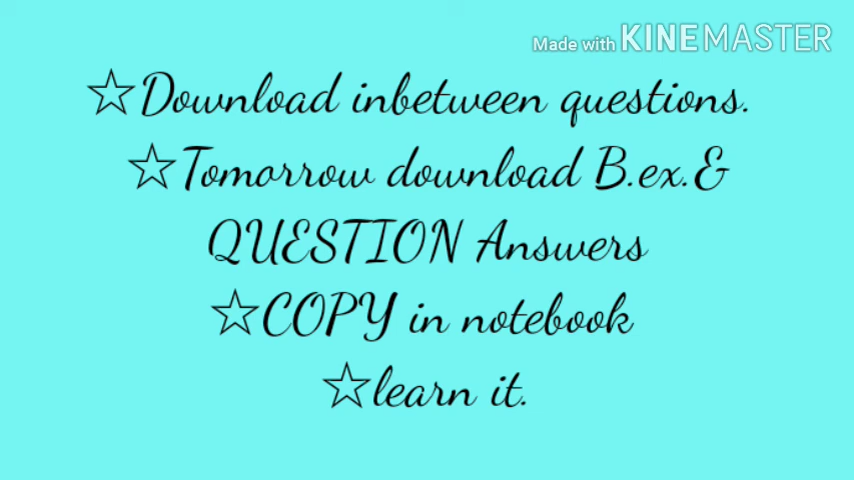 Made with KINEMASTER
☆Download inbetween questions.
☆Tomorrow download B.ex.&
QUESTION Answers
☆COPY in notebook
☆learn it.